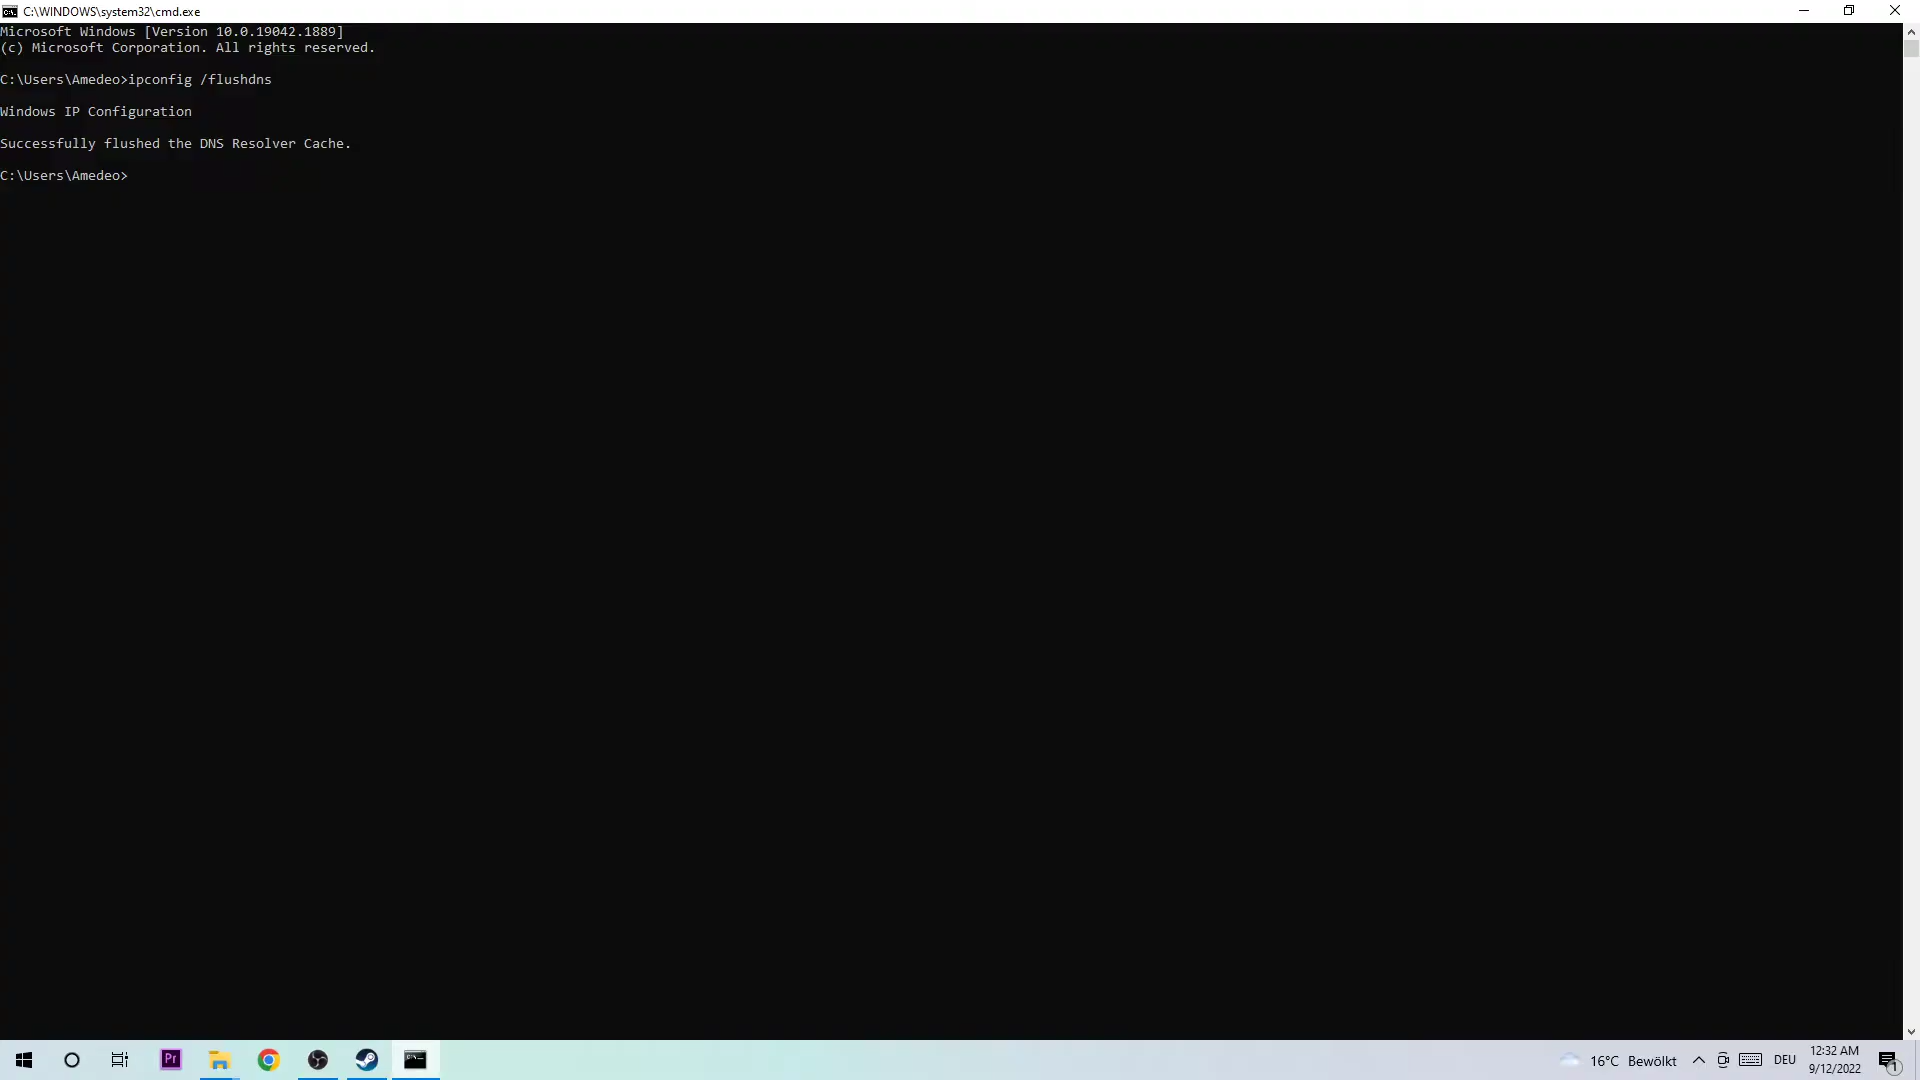 C:\WINDOWS\system32\cmd.exe
Microsoft Windows [Version 10.0.19042.1889]
(c) Microsoft Corporation. All rights reserved.
C:\Users\Amedeo>ipconfig /flushdns
Windows IP Configuration
Successfully flushed the DNS Resolver Cache.
C:\Users\Amedeo>
Pr
16°C Bewölkt
DEU
12:32 AM
9/12/2022
1